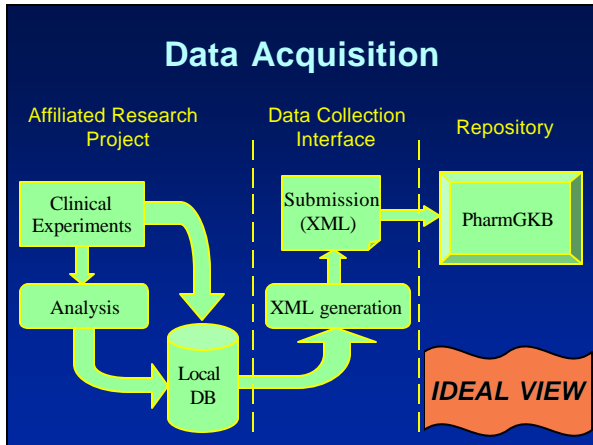 Data Acquisition
Affiliated Research
Project
Data Collection
Interface
Repository
Clinical
Experiments
Submission
(XML)
PharmGKB
Analysis
XML generation
Local
DB
IDEAL VIEW